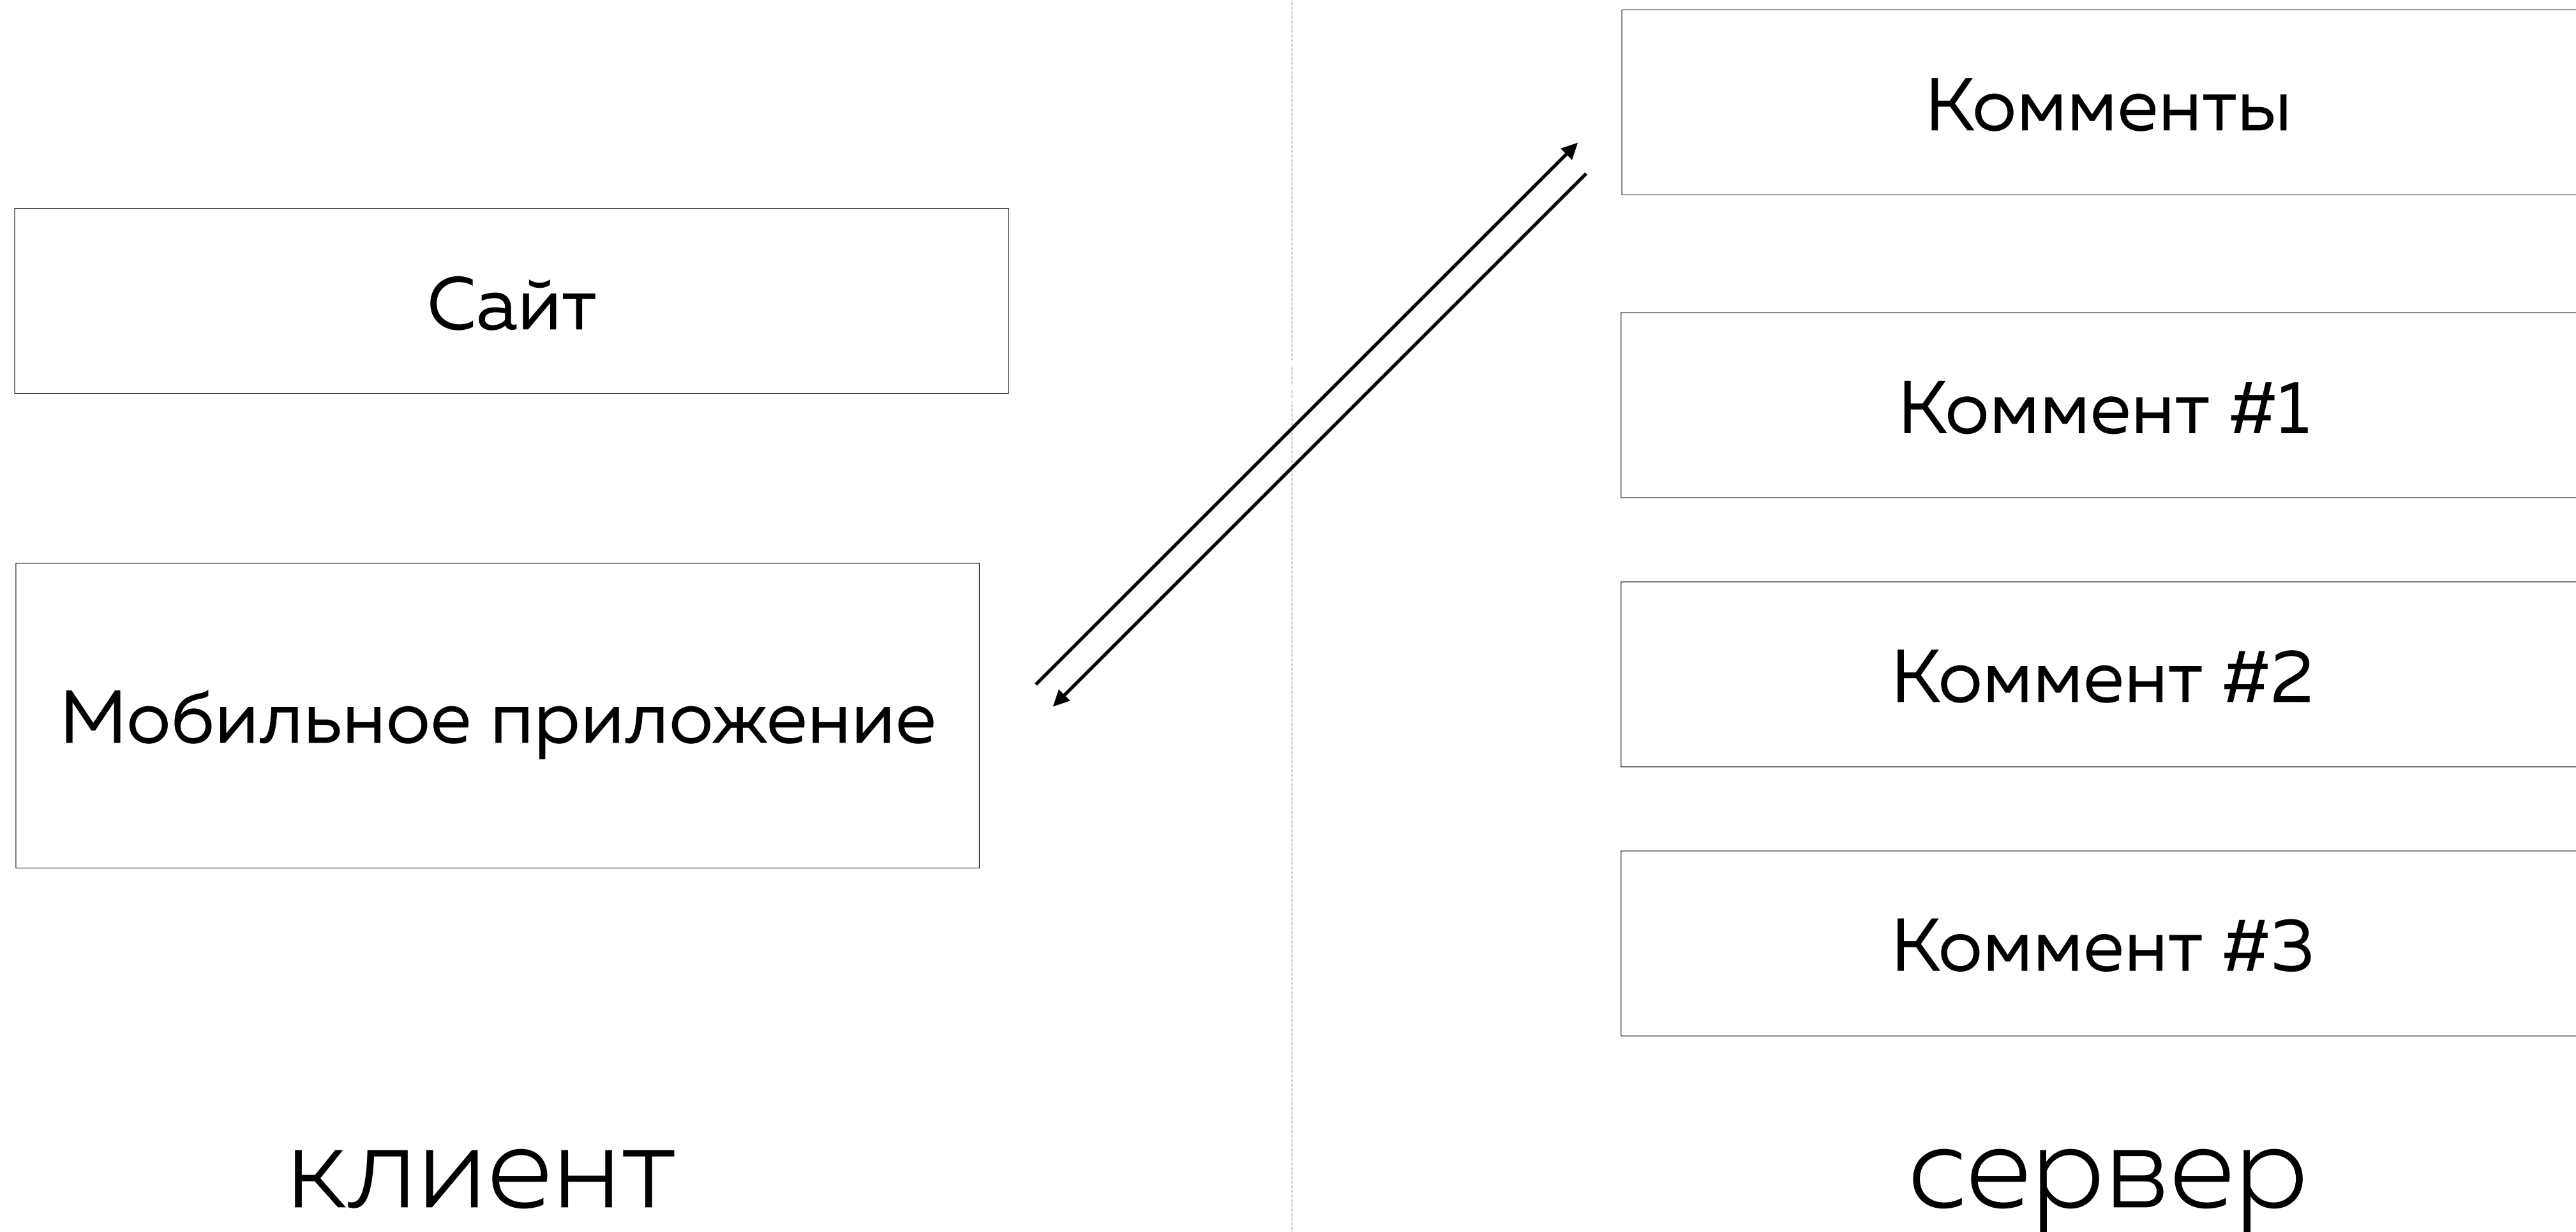 Сайт
Мобильное приложение
клиент
Комменты
Коммент #1
Коммент #2
Коммент #3
сервер